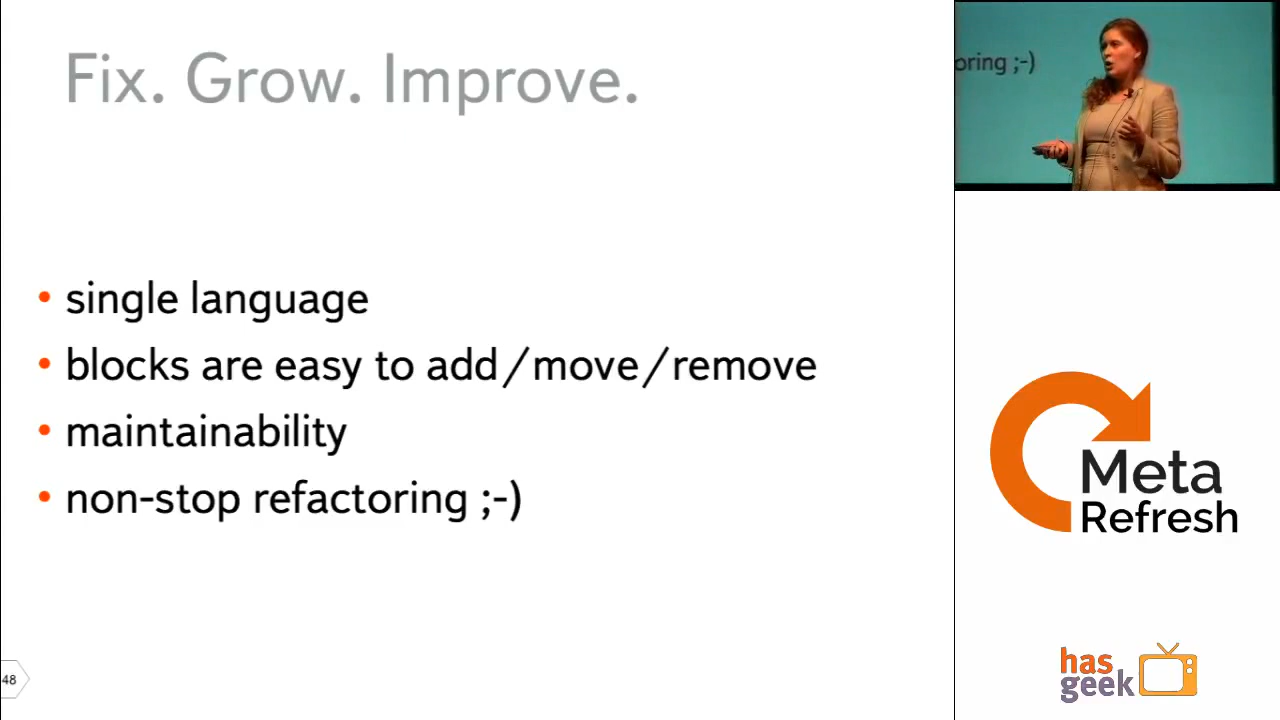 Fix. Grow. Improve.
oring ;-)
• single language
• blocks are easy to add/move/remove
• maintainability
• non-stop refactoring ;-)
Meta
Refresh
48
has
geek